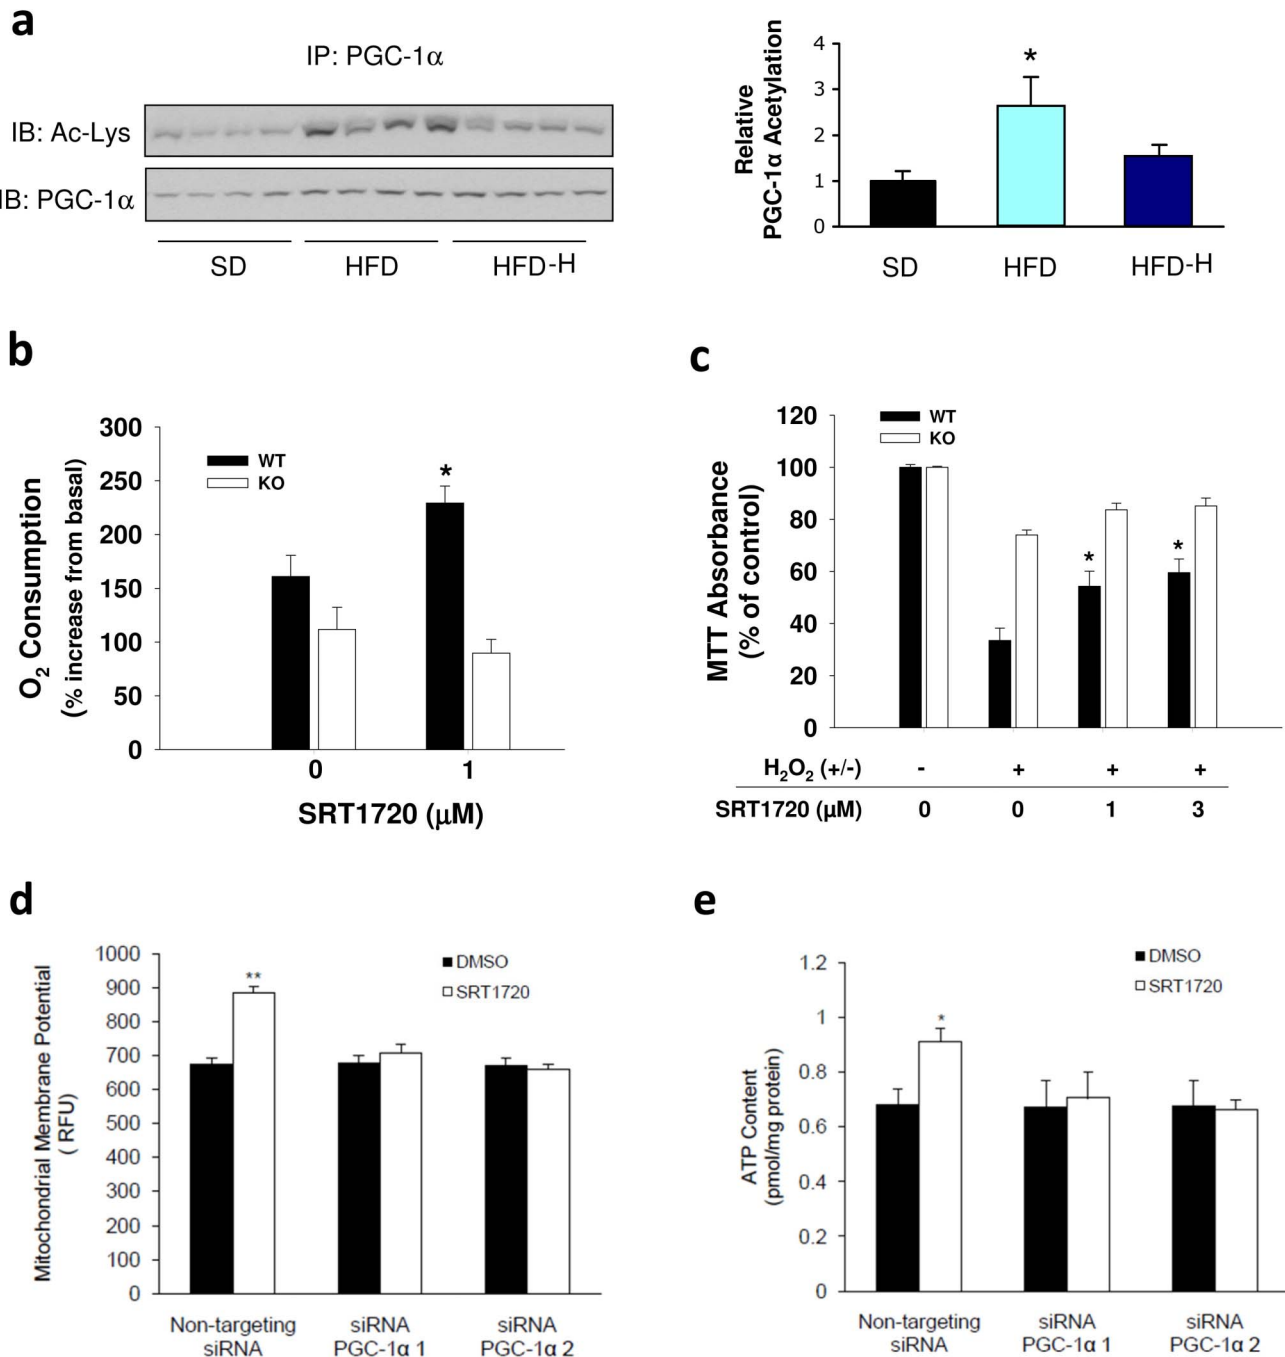 a
IP: PGC-1α
IB: Ac-Lys
IB: PGC-1α
SD HFD HFD-H
Relative
PGC-1α Acetylation
4
3
2
1
0
*
SD HFD HFD-H
b
O2 Consumption
(% increase from basal)
300
250
200
150
100
50
0
WT
KO
*
0 1
SRT1720 (µM)
c
MTT Absorbance
(% of control)
120
100
80
60
40
20
0
WT
KO
* *
H2O2 (+/-) - + + +
SRT1720 (µM) 0 0 1 3
d
Mitochondrial Membrane Potential
( RFU)
1000
900
800
700
600
500
400
300
200
100
0
DMSO
SRT1720
**
Non-targeting siRNA siRNA
siRNA PGC-1α 1 PGC-1α 2
e
ATP Content
(pmol/mg protein)
1.2
1
0.8
0.6
0.4
0.2
0
DMSO
SRT1720
*
Non-targeting siRNA siRNA
siRNA PGC-1α 1 PGC-1α 2